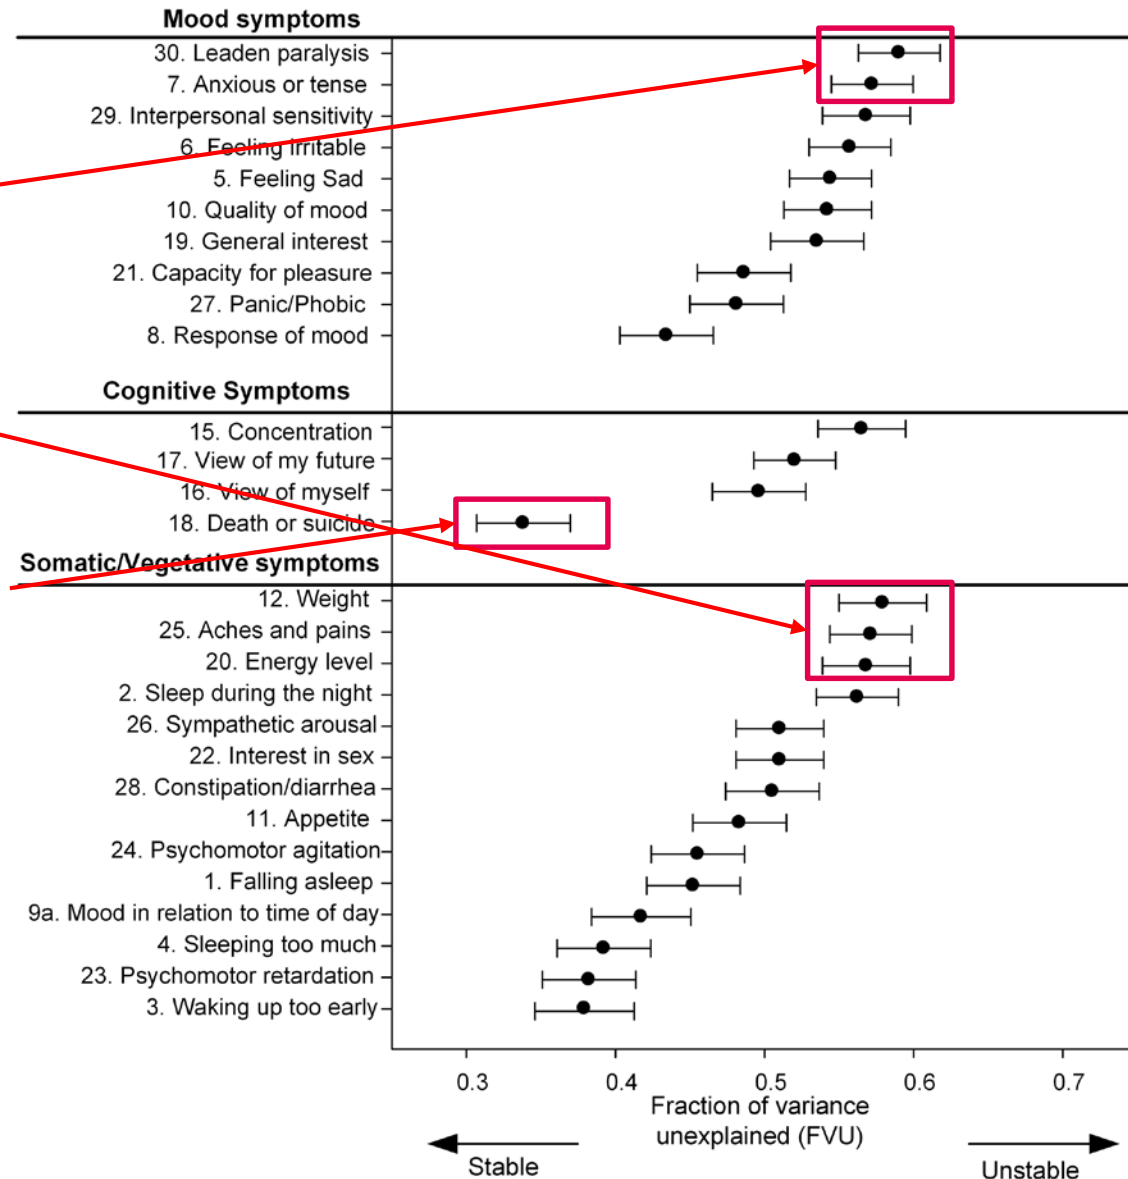 Mood symptoms
30. Leaden paralysis
7. Anxious or tense
29. Interpersonal sensitivity
6. Feeling irritable
5. Feeling Sad
10. Quality of mood
19. General interest
21. Capacity for pleasure
27. Panic/Phobic
8. Response of mood
Cognitive Symptoms
15. Concentration
17. View of my future
16. View of myself
18. Death or suicide
Somatic/Vegetative symptoms
12. Weight
25. Aches and pains
20. Energy level
2. Sleep during the night
26. Sympathetic arousal
22. Interest in sex
28. Constipation/diarrhea
11. Appetite
24. Psychomotor agitation
1. Falling asleep
9a. Mood in relation to time of day
4. Sleeping too much
23. Psychomotor retardation
3. Waking up too early
0.3 0.4 0.5 0.6 0.7
Fraction of variance
unexplained (FVU)
Stable Unstable